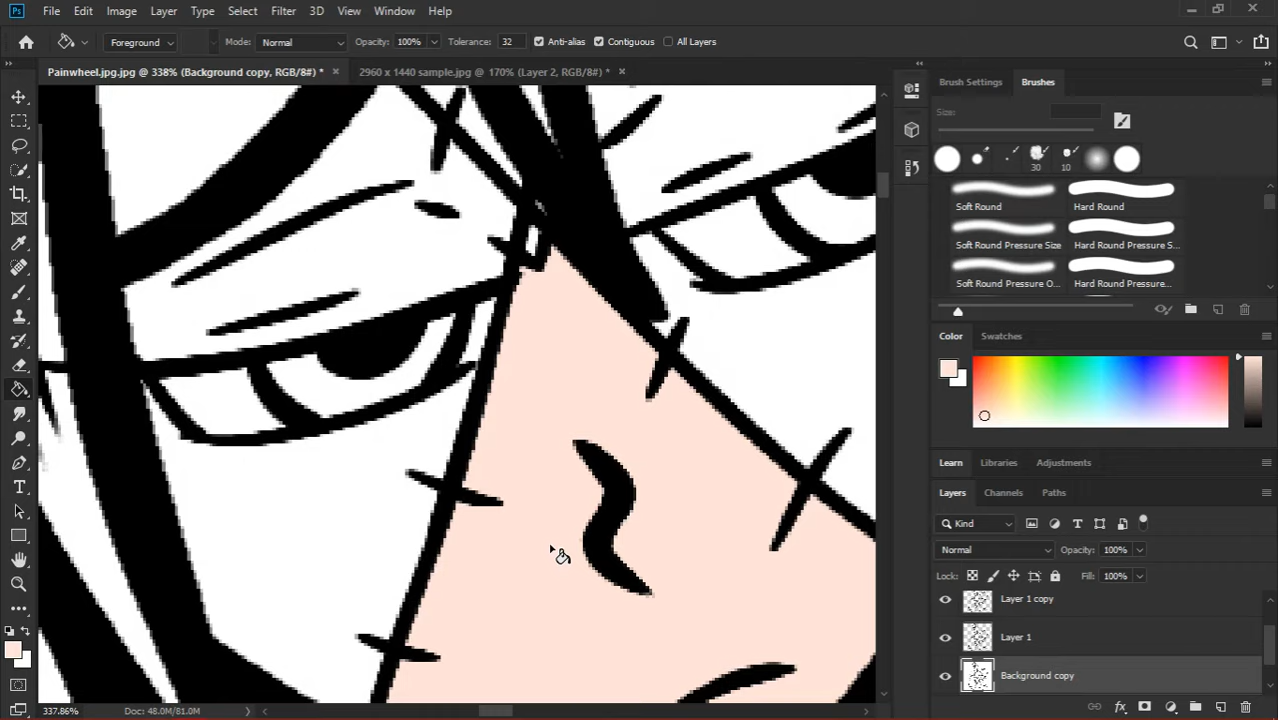 Ps File Edit Image Layer Type Select Filter 3D View Window Help
Foreground Mode: Normal Opacity: 100% Tolerance: 32 Anti-alias Contiguous All Layers
Painwheel.jpg.jpg @ 338% (Background copy, RGB/8#) * 2960 x 1440 sample.jpg @ 170% (Layer 2, RGB/8#) *
Brush Settings Brushes
Size:
30 10
Soft Round Hard Round
Soft Round Pressure Size Hard Round Pressure S...
Soft Round Pressure O... Hard Round Pressure O...
Color Swatches
Learn Libraries Adjustments
Layers Channels Paths
Kind
Normal Opacity: 100%
Lock: Fill: 100%
Layer 1 copy
Layer 1
Background copy
337.86% Doc: 48.0M/81.0M